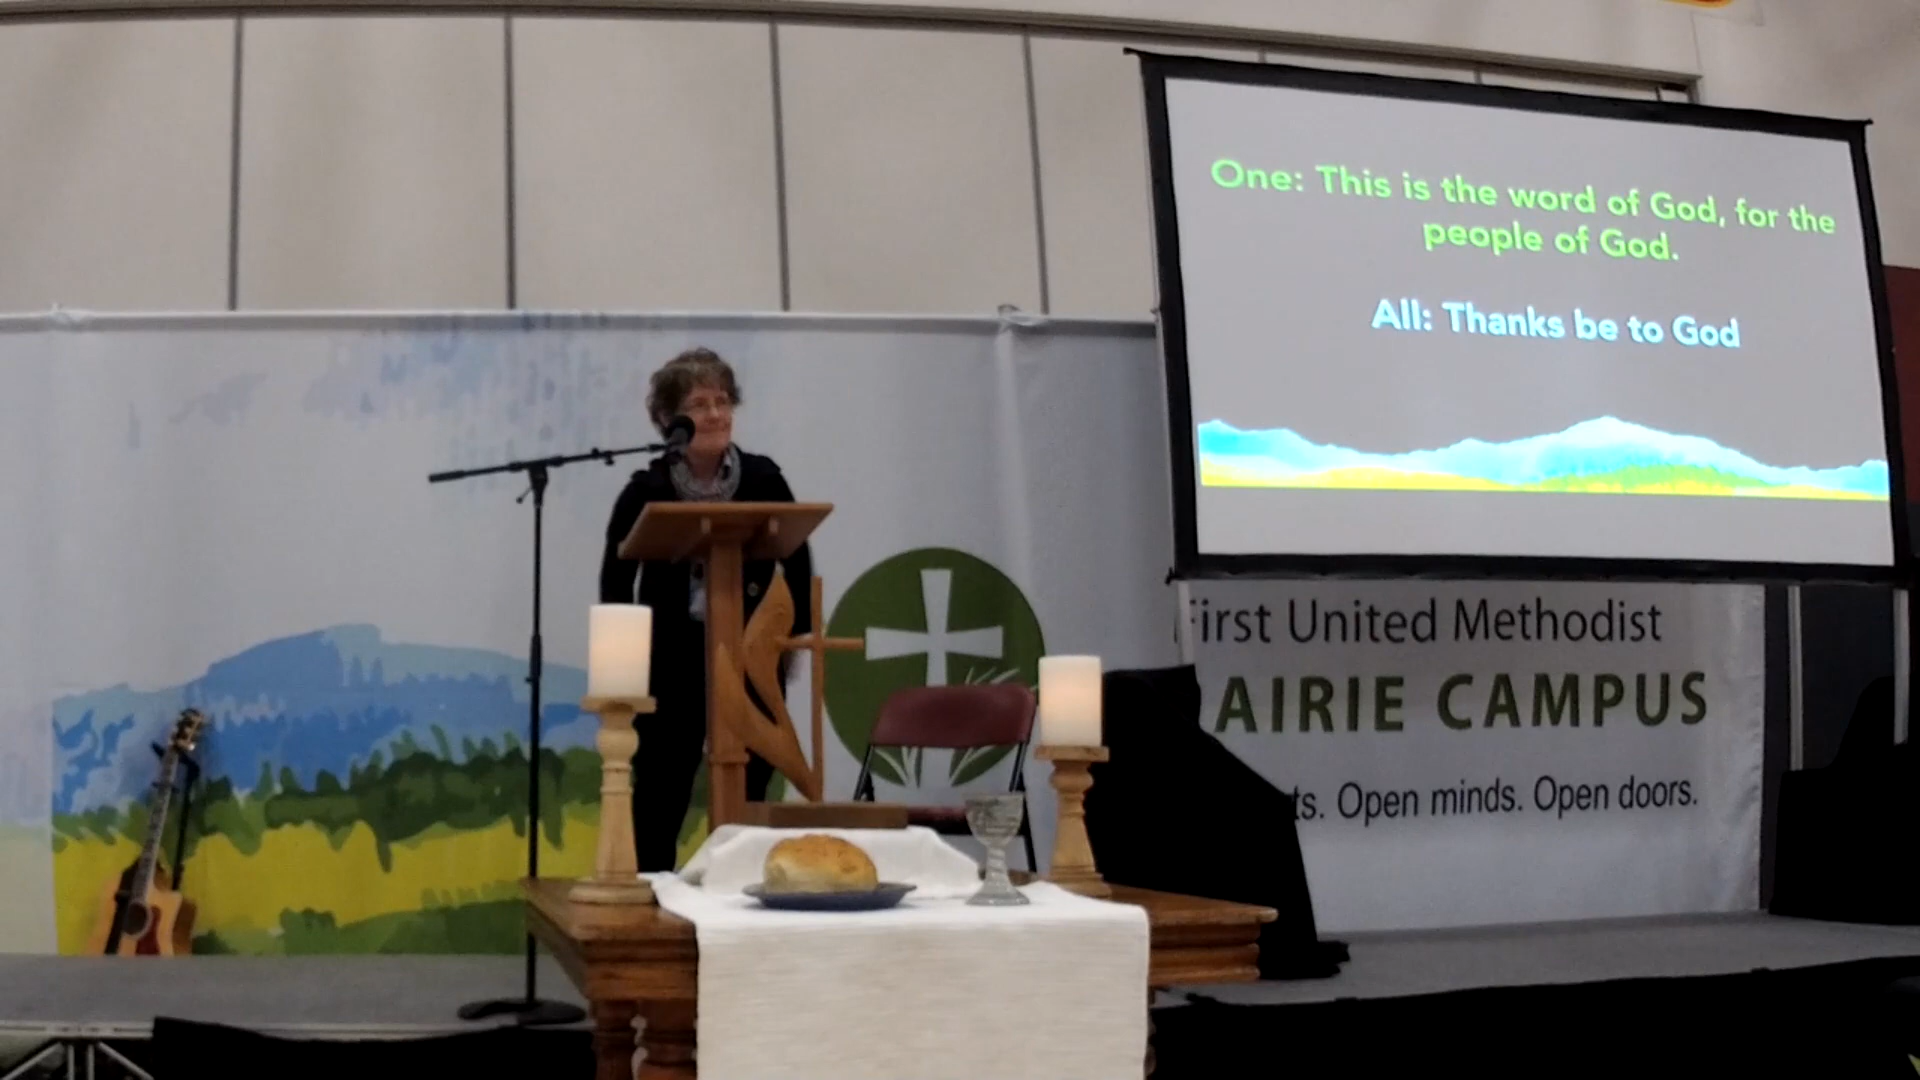 One: This is the word of God, for the
people of God.
All: Thanks be to God
First United Methodist
AIRIE CAMPUS
ts. Open minds. Open doors.